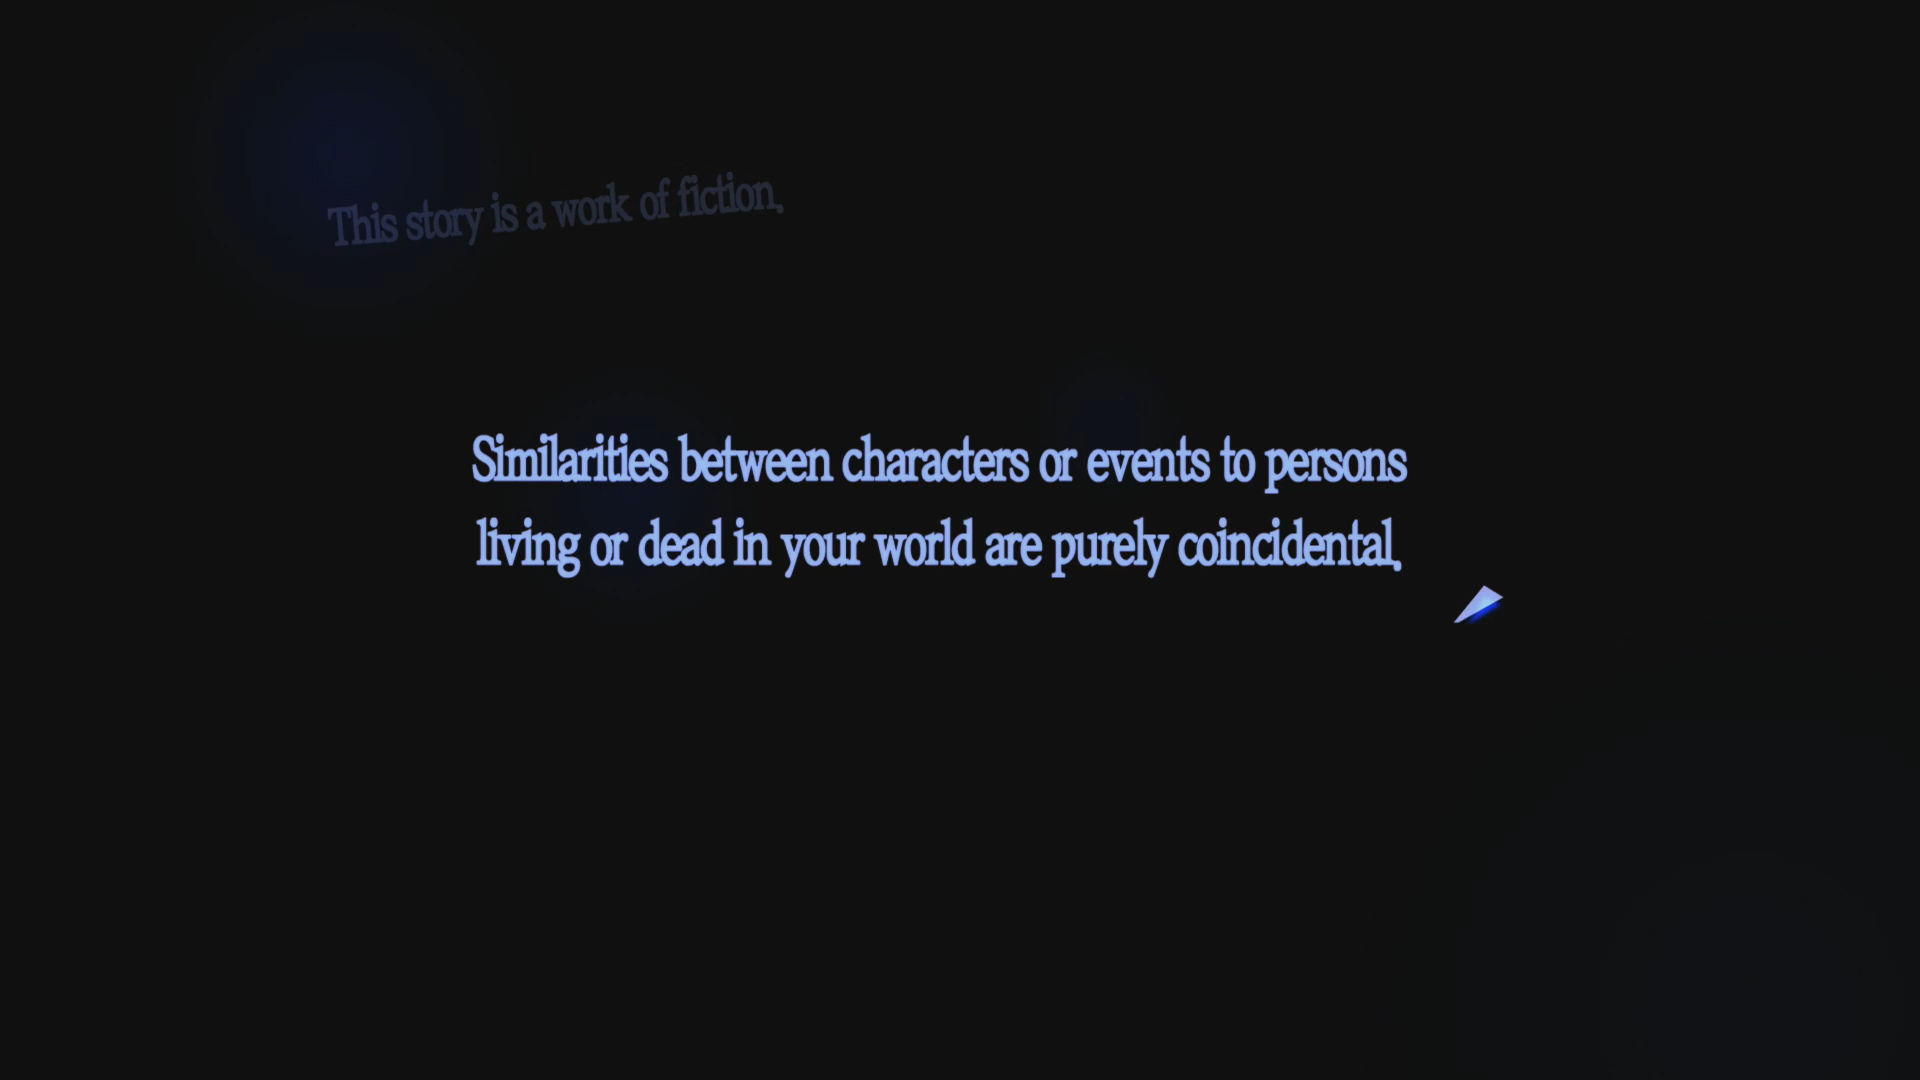 This story is a work of fiction.
Similarities between characters or events to persons
living or dead in your world are purely coincidental.